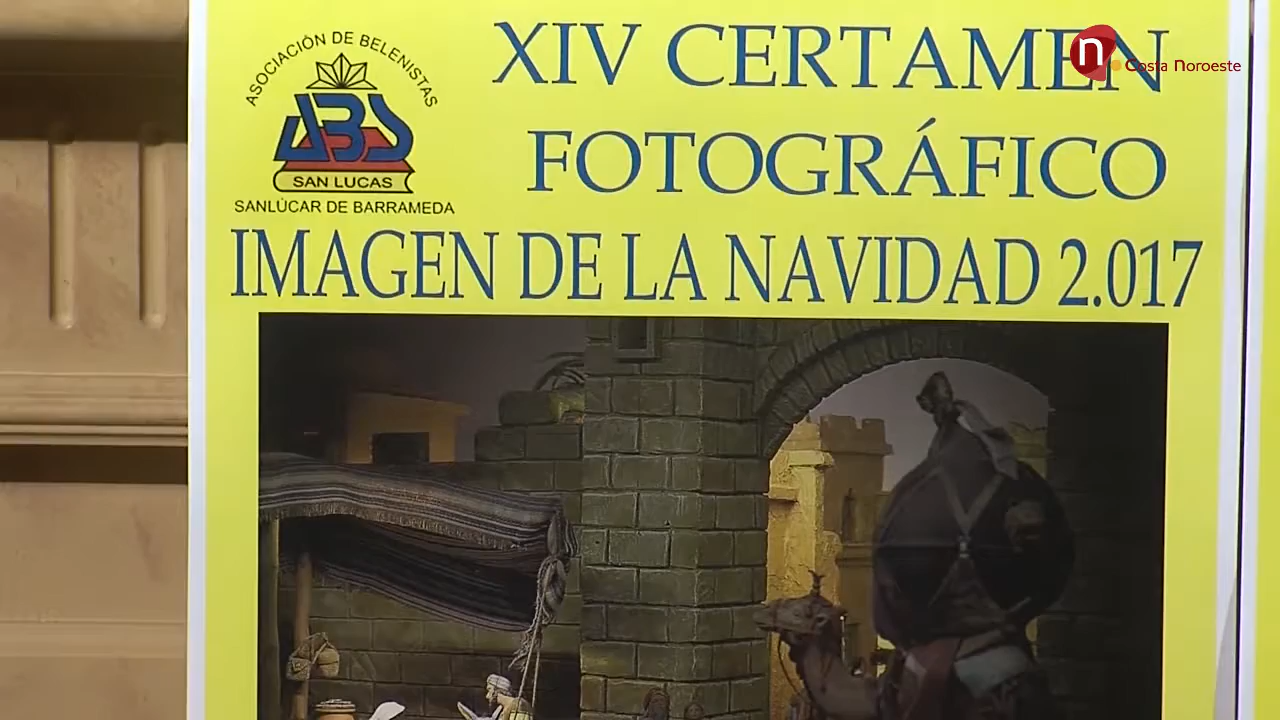 ASOCIACIÓN DE BELENISTAS
ABS
SAN LUCAS
SANLÚCAR DE BARRAMEDA
XIV CERTAMEN
FOTOGRÁFICO
IMAGEN DE LA NAVIDAD 2.017
n
Costa Noroeste